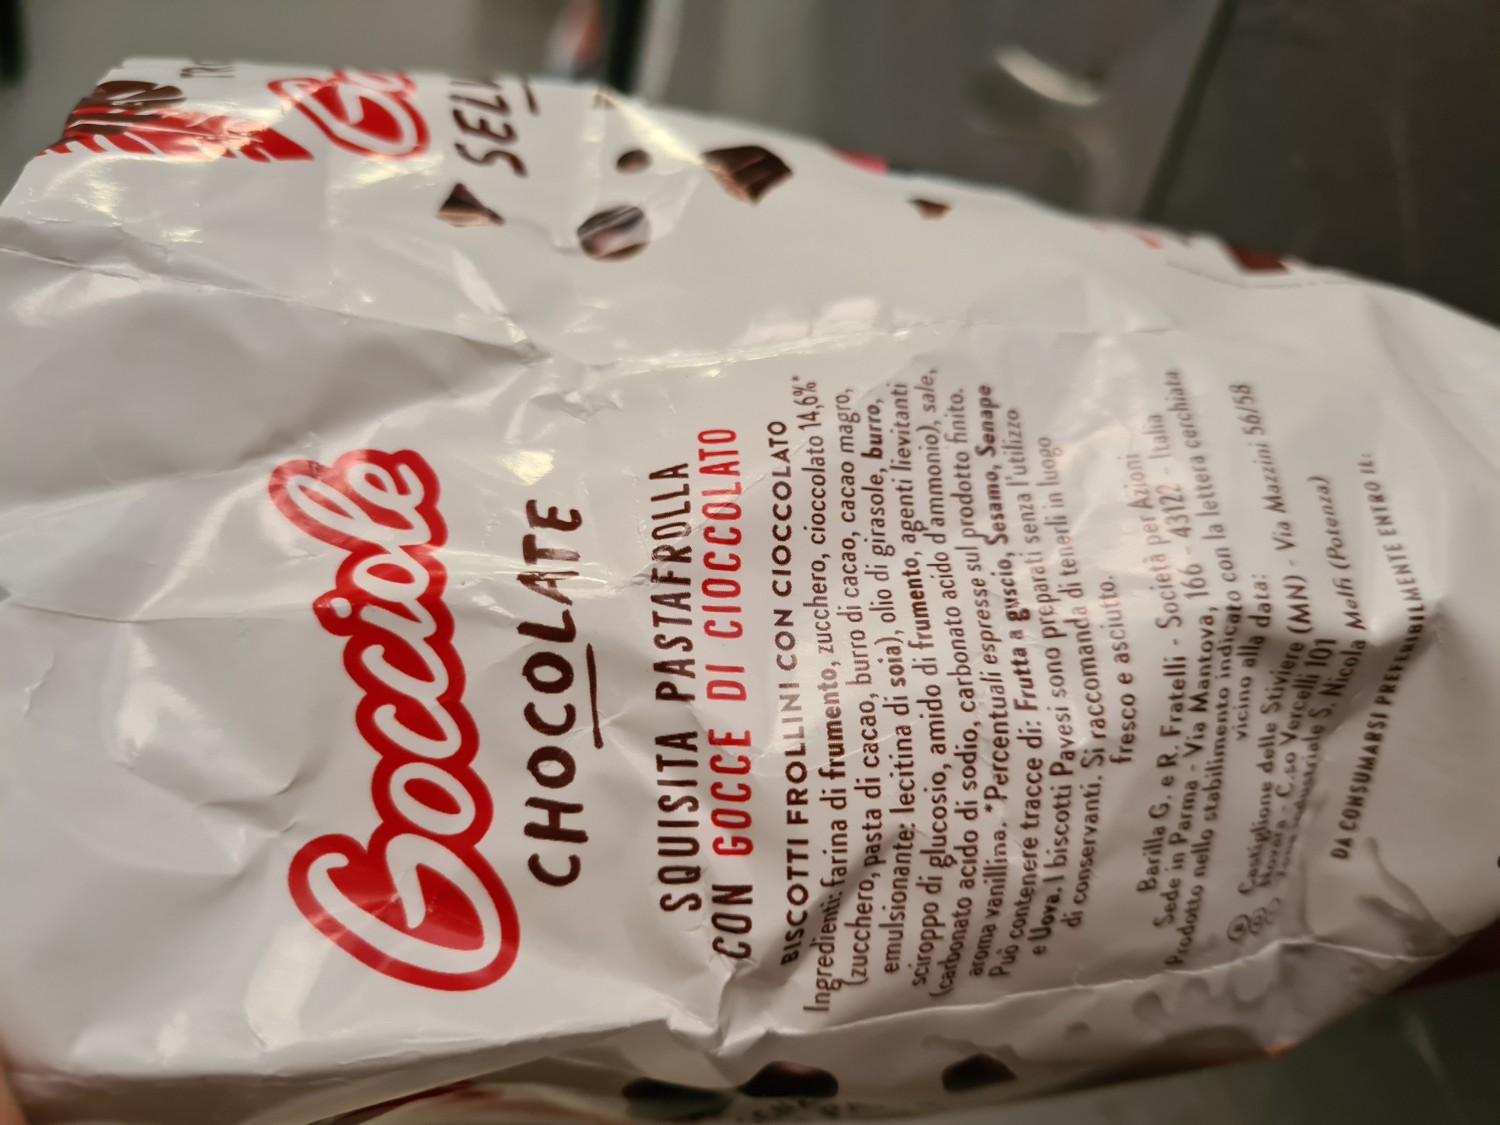 Gocciole
CHOCOLATE
SQUISITA PASTAFROLLA
CON GOCCE DI CIOCCOLATO
BISCOTTI FROLLINI CON CIOCCOLATO
Ingredienti: farina di frumento, zucchero, cioccolato 14,6%*
(zucchero, pasta di cacao, burro di cacao, cacao magro,
emulsionante: lecitina di soia), olio di girasole, burro,
sciroppo di glucosio, amido di frumento, agenti lievitanti
(carbonato acido di sodio, carbonato acido d'ammonio), sale,
aroma vanillina. *Percentuali espresse sul prodotto finito.
Può contenere tracce di: Frutta a guscio, Sesamo, Senape
e Uova. I biscotti Pavesi sono preparati senza l'utilizzo
di conservanti. Si raccomanda di tenerli in luogo
fresco e asciutto.
Barilla G. e R. Fratelli - Società per Azioni
Sede in Parma - Via Mantova, 166 - 43122 - Italia
Prodotto nello stabilimento indicato con la lettera cerchiata
vicino alla data:
Castiglione delle Stiviere (MN) - Via Mazzini 56/58
Novara - C.so Vercelli 101
Zona Industriale S. Nicola Melfi (Potenza)
DA CONSUMARSI PREFERIBILMENTE ENTRO IL: